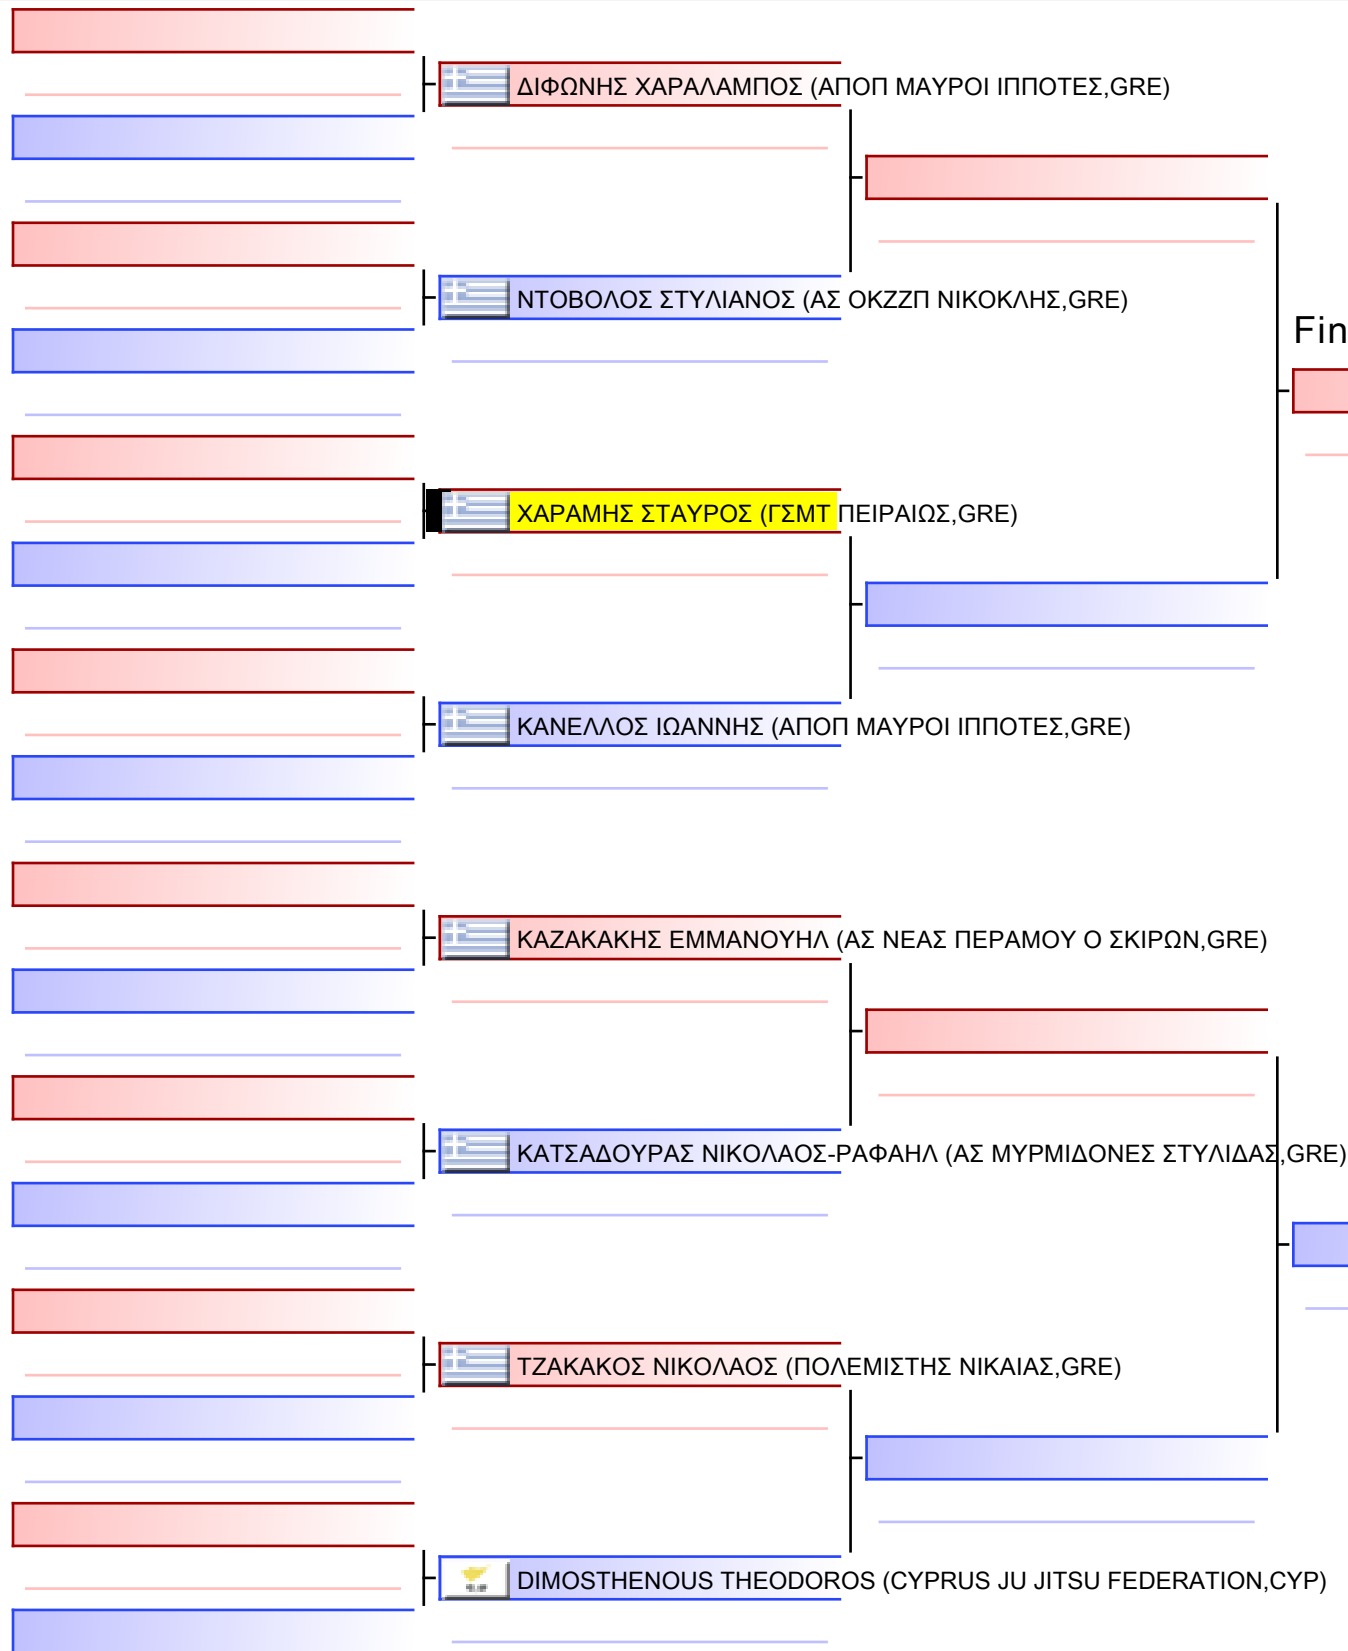 ΔΙΦΩΝΗΣ ΧΑΡΑΛΑΜΠΟΣ (ΑΠΟΠ ΜΑΥΡΟΙ ΙΠΠΟΤΕΣ,GRE)
ΝΤΟΒΟΛΟΣ ΣΤΥΛΙΑΝΟΣ (ΑΣ ΟΚΖΖΠ ΝΙΚΟΚΛΗΣ,GRE)
Fin
ΧΑΡΑΜΗΣ ΣΤΑΥΡΟΣ (ΓΣΜΤ ΠΕΙΡΑΙΩΣ,GRE)
ΚΑΝΕΛΛΟΣ ΙΩΑΝΝΗΣ (ΑΠΟΠ ΜΑΥΡΟΙ ΙΠΠΟΤΕΣ,GRE)
ΚΑΖΑΚΑΚΗΣ ΕΜΜΑΝΟΥΗΛ (ΑΣ ΝΕΑΣ ΠΕΡΑΜΟΥ Ο ΣΚΙΡΩΝ,GRE)
ΚΑΤΣΑΔΟΥΡΑΣ ΝΙΚΟΛΑΟΣ-ΡΑΦΑΗΛ (ΑΣ ΜΥΡΜΙΔΟΝΕΣ ΣΤΥΛΙΔΑΣ,GRE)
ΤΖΑΚΑΚΟΣ ΝΙΚΟΛΑΟΣ (ΠΟΛΕΜΙΣΤΗΣ ΝΙΚΑΙΑΣ,GRE)
DIMOSTHENOUS THEODOROS (CYPRUS JU JITSU FEDERATION,CYP)